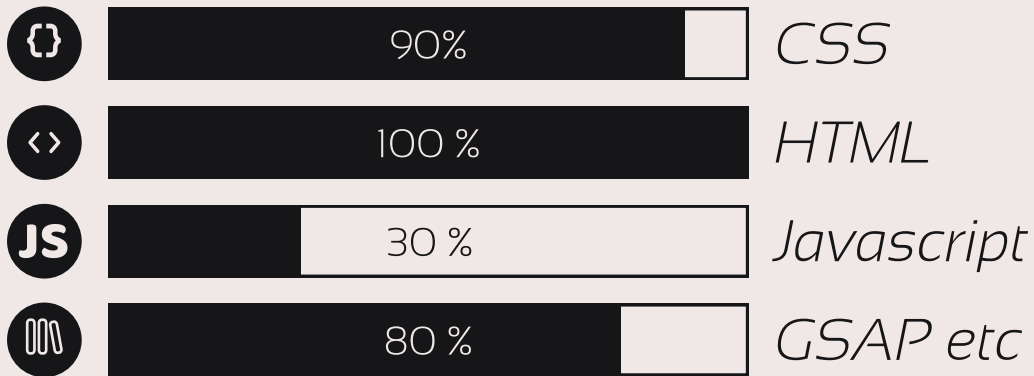 {} 90% CSS
<> 100 % HTML
JS 30 % Javascript
80 % GSAP etc